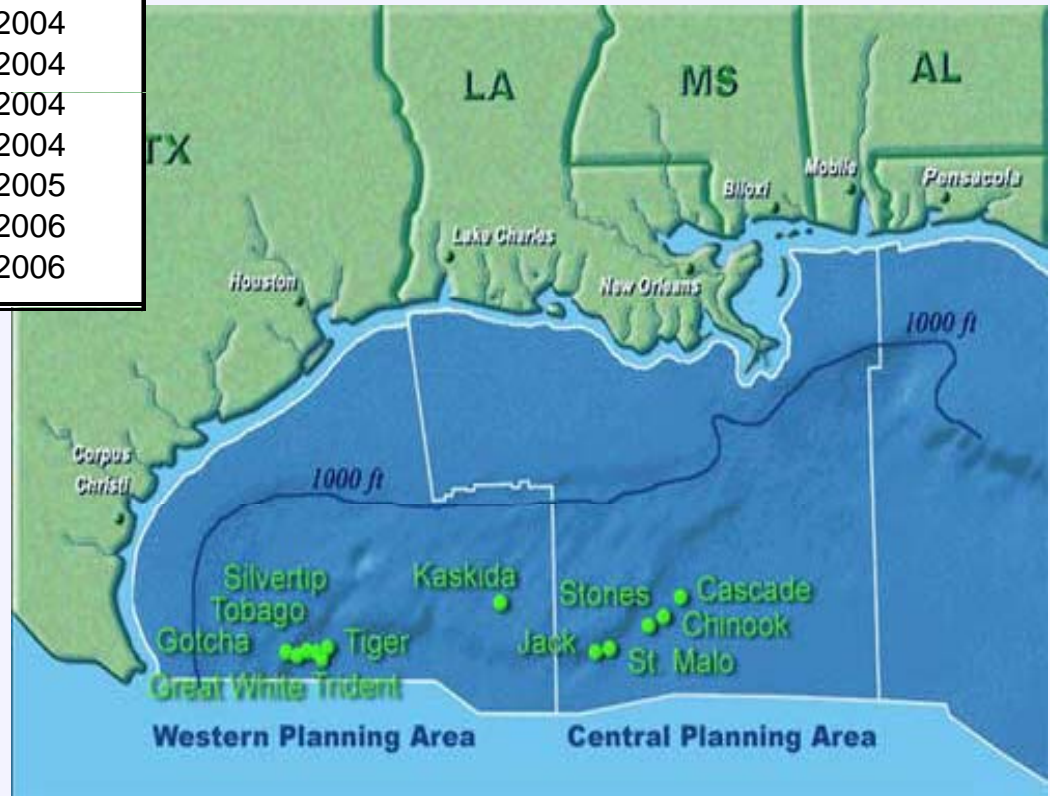 2004
2004
2004
2004
2005
2006
2006
TX
LA
MS
AL
Mobile
Biloxi
Pensacola
Lake Charles
Houston
New Orleans
1000 ft
Corpus
Christi
1000 ft
Silvertip
Kaskida
Stones
Cascade
Tobago
Chinook
Gotcha
Tiger
Jack
St. Malo
Great White
Trident
Western Planning Area
Central Planning Area